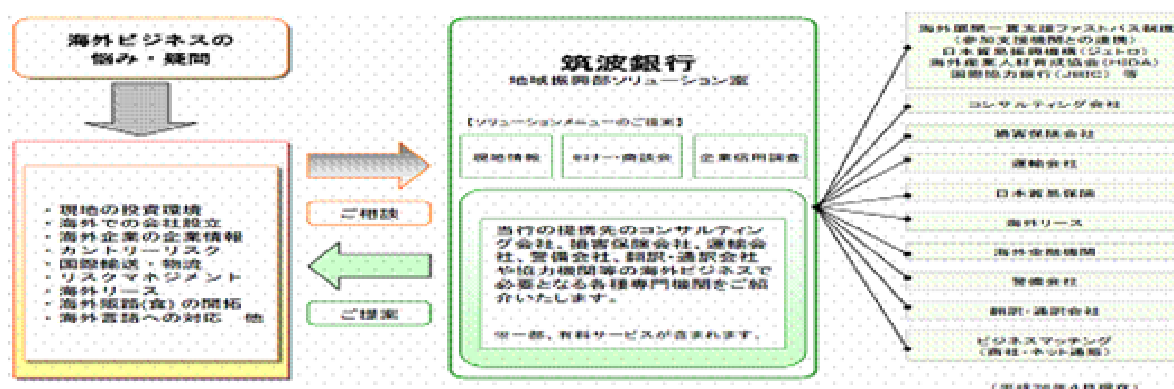 海外ビジネスの
悩み・疑問
・現地の投資環境
・海外での会社設立
・海外企業の企業情報
・カントリーリスク
・国際輸送・物流
・リスクマネジメント
・海外リース
・海外販路(食)の開拓
・海外言語への対応　他
ご相談
ご提案
筑波銀行
地域振興部ソリューション室
【ソリューションメニューのご提案】
現地情報
セミナー・商談会
企業信用調査
当行の提携先のコンサルティン
グ会社、損害保険会社、運輸会
社、警備会社、翻訳・通訳会社
や協力機関等の海外ビジネスで
必要となる各種専門機関をご紹
介いたします。
※一部、有料サービスが含まれます。
海外展開一貫支援ファストパス制度
(参加支援機関との連携)
日本貿易振興機構(ジェトロ)
海外産業人材育成協会(HIDA)
国際協力銀行(JBIC) 等
コンサルティング会社
損害保険会社
運輸会社
日本貿易保険
海外リース
海外金融機関
警備会社
翻訳・通訳会社
ビジネスマッチング
(商社・ネット通販)